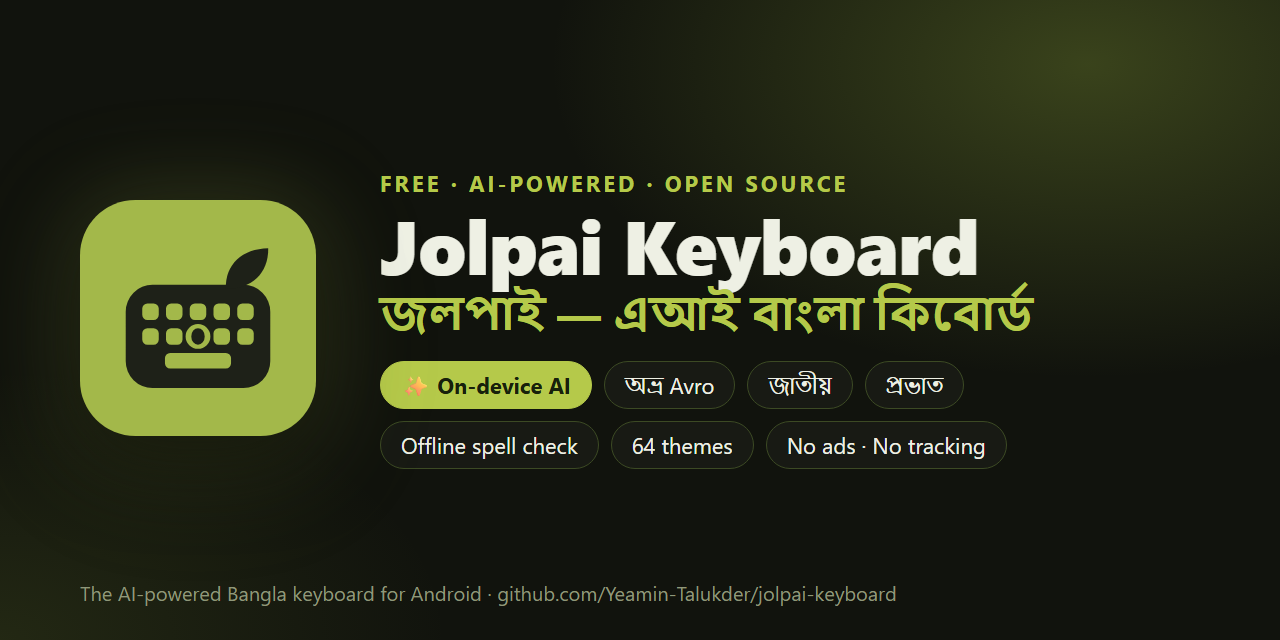 FREE · AI-POWERED · OPEN SOURCE
Jolpai Keyboard
জলপাই — এআই বাংলা কিবোর্ড
✨ On-device AI অভ্র Avro জাতীয় প্রভাত
Offline spell check 64 themes No ads · No tracking
The AI-powered Bangla keyboard for Android · github.com/Yeamin-Talukder/jolpai-keyboard